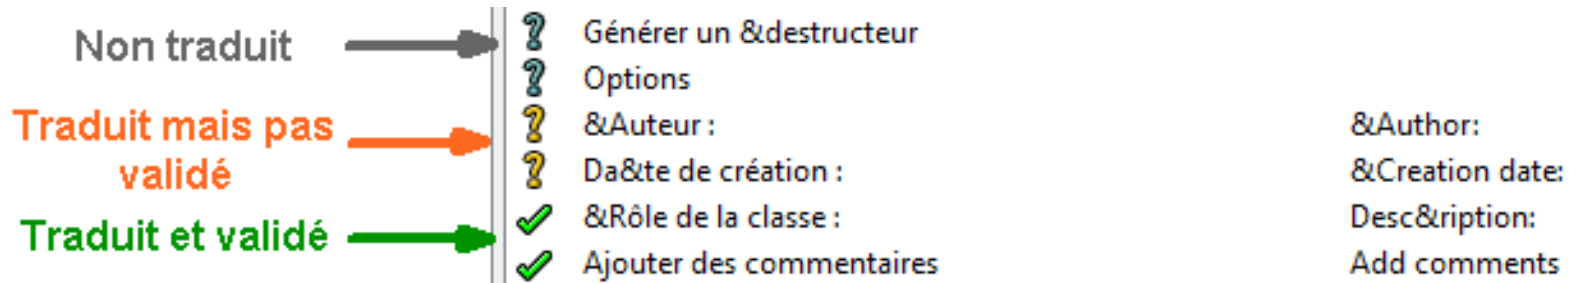 Non traduit
Traduit mais pas
validé
Traduit et validé
Générer un &destructeur
Options
&Auteur : &Author:
Da&te de création : &Creation date:
&Rôle de la classe : Desc&ription:
Ajouter des commentaires Add comments